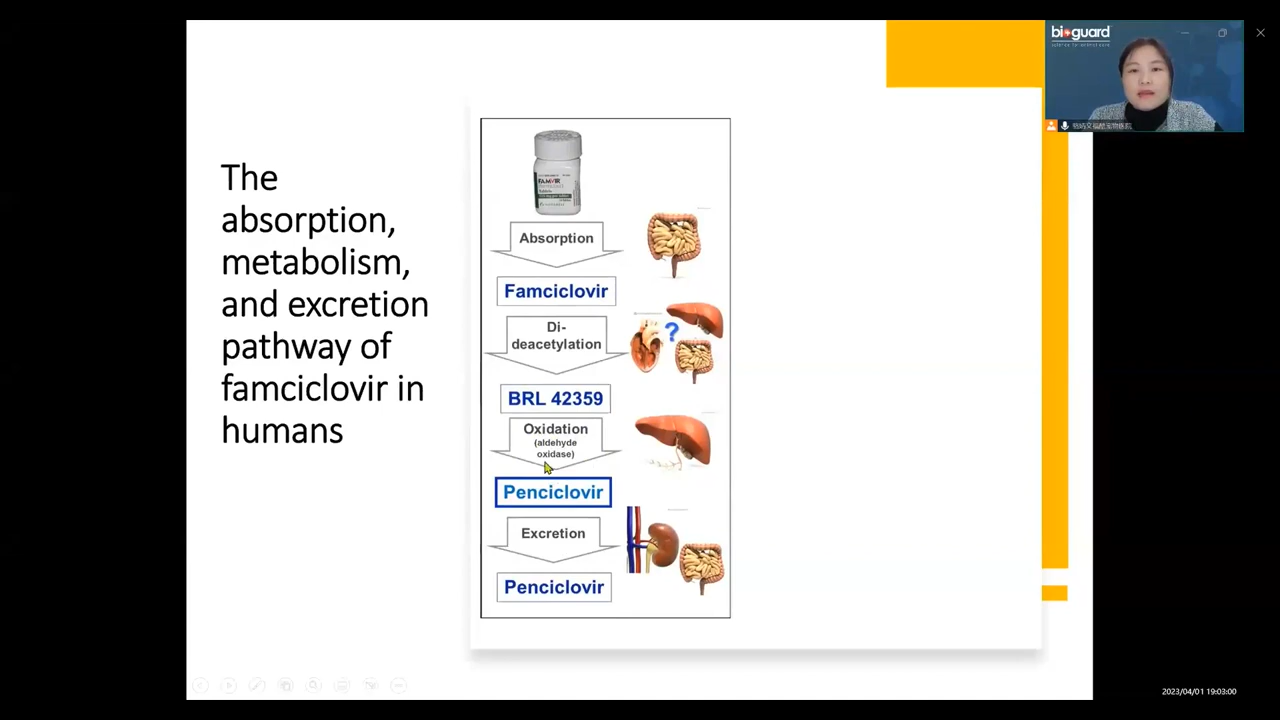 The
absorption,
metabolism,
and excretion
pathway of
famciclovir in
humans
FAMVIR
Absorption
Famciclovir
Di-
deacetylation
?
BRL 42359
Oxidation
(aldehyde
oxidase)
Penciclovir
Excretion
Penciclovir
bioguard
2023/04/01 19:03:00